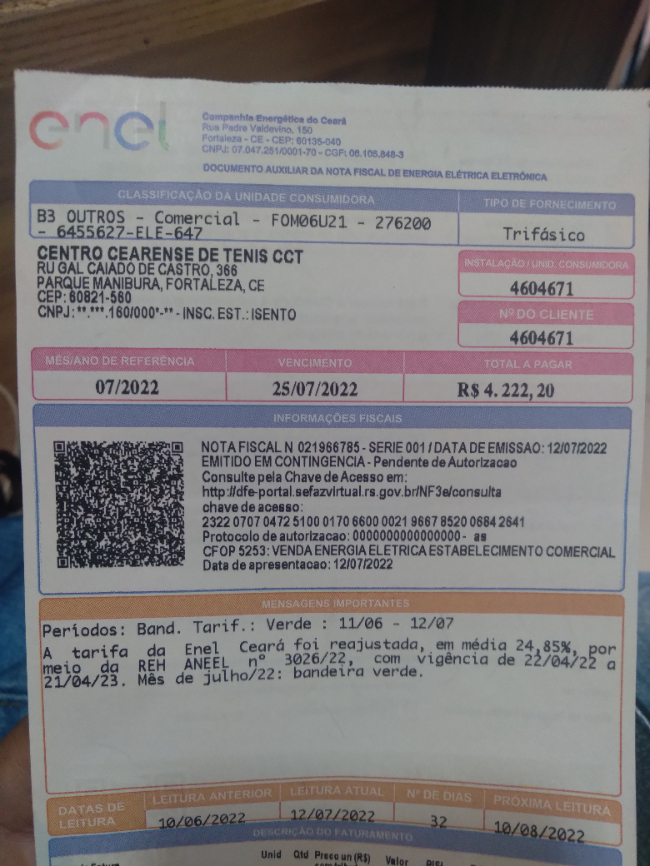 enel
Companhia Energética do Ceará
Rua Padre Valdevino, 150
Fortaleza - CE - CEP: 60135-040
CNPJ: 07.047.251/0001-70 - CGF: 06.105.848-3
DOCUMENTO AUXILIAR DA NOTA FISCAL DE ENERGIA ELÉTRICA ELETRÔNICA
CLASSIFICAÇÃO DA UNIDADE CONSUMIDORA
TIPO DE FORNECIMENTO
B3 OUTROS - Comercial - FOM06U21 - 276200
- 6455627-ELE-647
Trifásico
CENTRO CEARENSE DE TENIS CCT
RU GAL CAIADO DE CASTRO, 366
PARQUE MANIBURA, FORTALEZA, CE
CEP: 60821-560
CNPJ: **.***.160/000*-** - INSC. EST.: ISENTO
INSTALAÇÃO / UNID. CONSUMIDORA
4604671
Nº DO CLIENTE
4604671
MÊS/ANO DE REFERÊNCIA
VENCIMENTO
TOTAL A PAGAR
07/2022
25/07/2022
R$ 4.222,20
INFORMAÇÕES FISCAIS
NOTA FISCAL N 021966785 - SERIE 001 / DATA DE EMISSAO: 12/07/2022
EMITIDO EM CONTINGENCIA - Pendente de Autorizacao
Consulte pela Chave de Acesso em:
http://dfe-portal.sefazvirtual.rs.gov.br/NF3e/consulta
chave de acesso:
2322 0707 0472 5100 0170 6600 0021 9667 8520 0684 2641
Protocolo de autorizacao: 0000000000000000 - as
CFOP 5253: VENDA ENERGIA ELETRICA ESTABELECIMENTO COMERCIAL
Data de apresentacao: 12/07/2022
MENSAGENS IMPORTANTES
Períodos: Band. Tarif.: Verde : 11/06 - 12/07
A tarifa da Enel Ceará foi reajustada, em média 24,85%, por
meio da REH ANEEL nº 3026/22, com vigência de 22/04/22 a
21/04/23. Mês de julho/22: bandeira verde.
DATAS DE LEITURA
LEITURA ANTERIOR
LEITURA ATUAL
Nº DE DIAS
PRÓXIMA LEITURA
10/06/2022
12/07/2022
32
10/08/2022
DESCRIÇÃO DO FATURAMENTO
Unid Qtd Preco un (R$) Valor